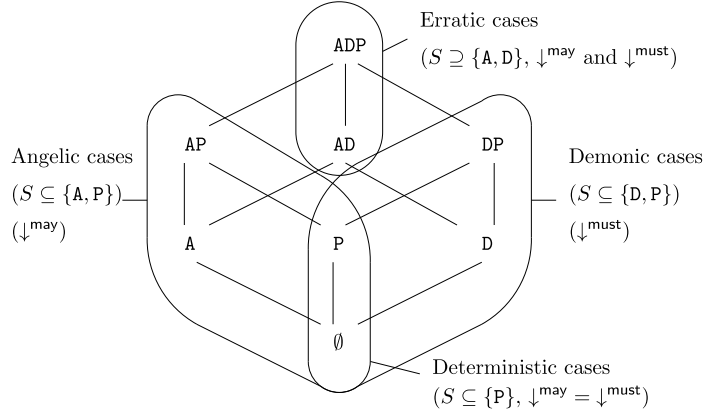 Erratic cases
ADP
(S ⊇ {A, D}, ↓may and ↓must)
AP AD DP
Angelic cases
Demonic cases
(S ⊆ {A, P})
(S ⊆ {D, P})
(↓may)
(↓must)
A P D
∅
Deterministic cases
(S ⊆ {P}, ↓may = ↓must)